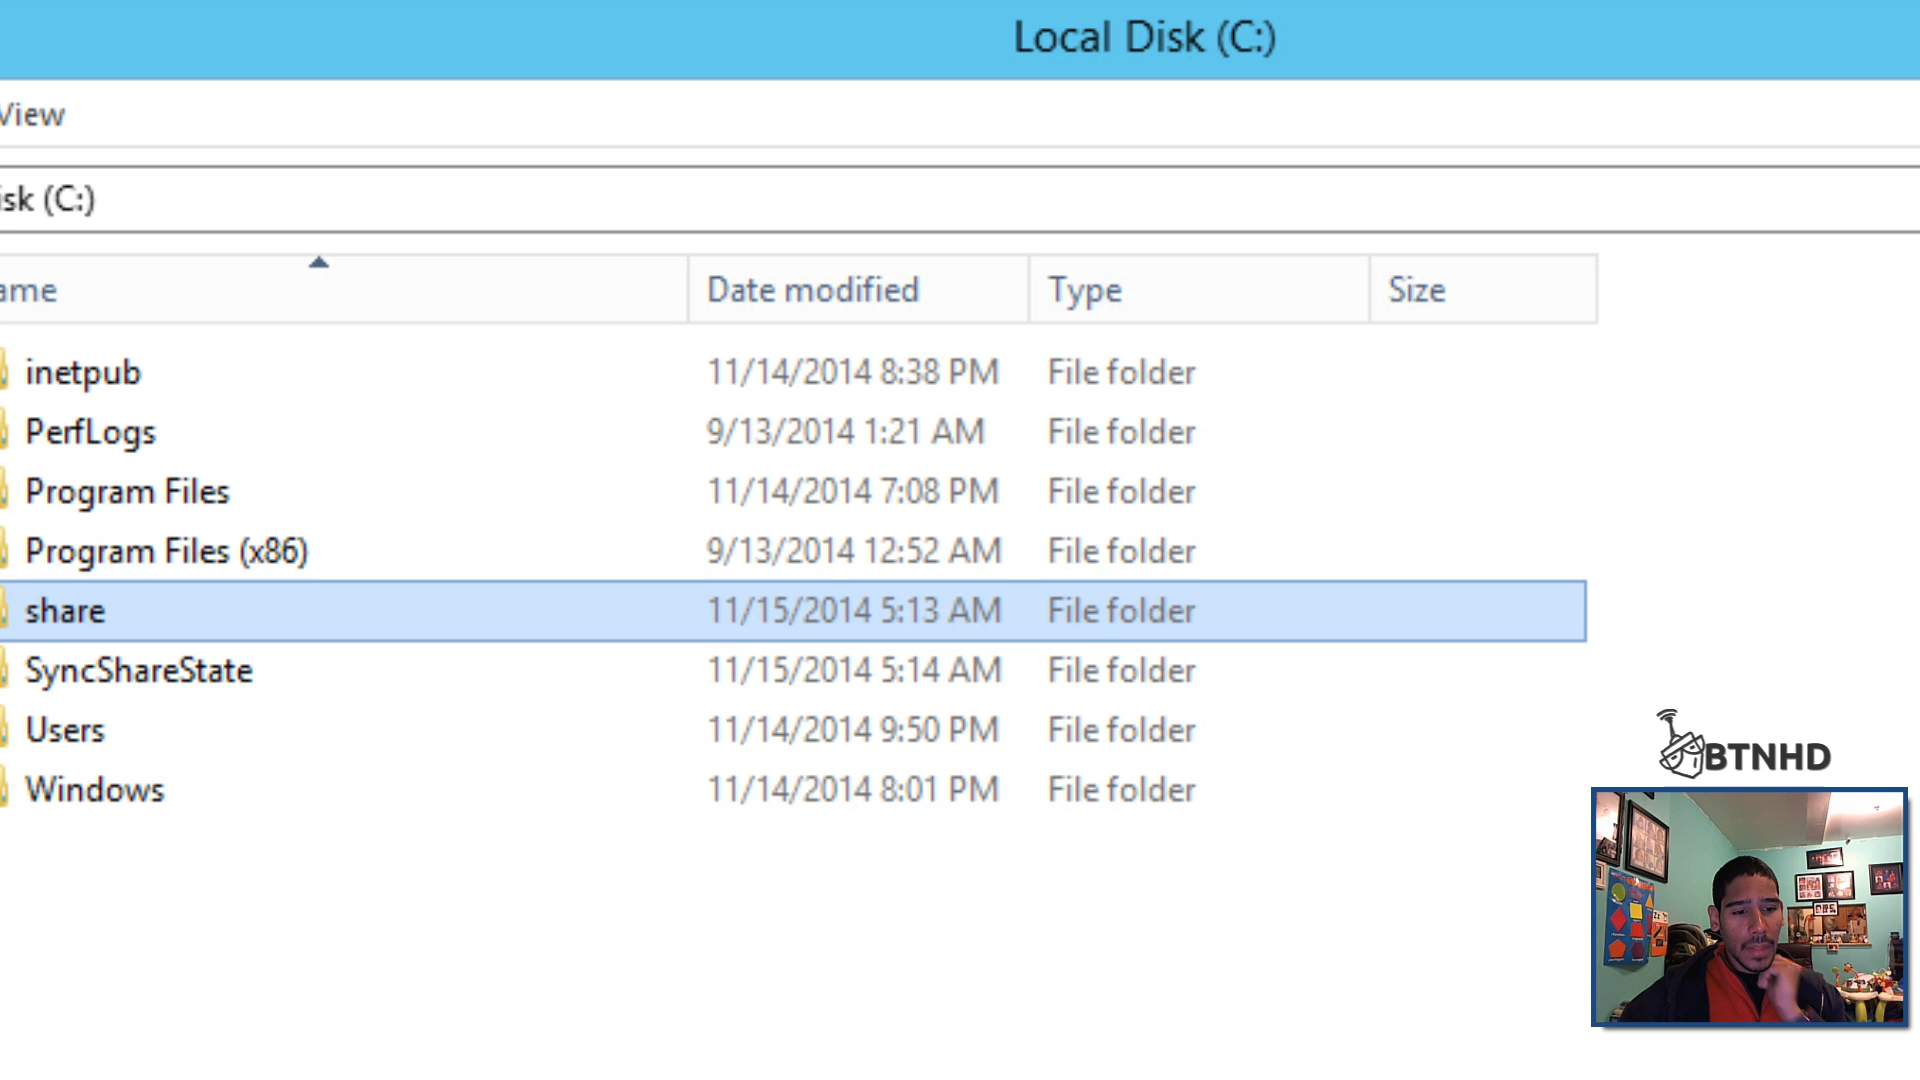 Local Disk (C:)
View
isk (C:)
ame Date modified Type Size
inetpub 11/14/2014 8:38 PM File folder
PerfLogs 9/13/2014 1:21 AM File folder
Program Files 11/14/2014 7:08 PM File folder
Program Files (x86) 9/13/2014 12:52 AM File folder
share 11/15/2014 5:13 AM File folder
SyncShareState 11/15/2014 5:14 AM File folder
Users 11/14/2014 9:50 PM File folder
Windows 11/14/2014 8:01 PM File folder
BTNHD